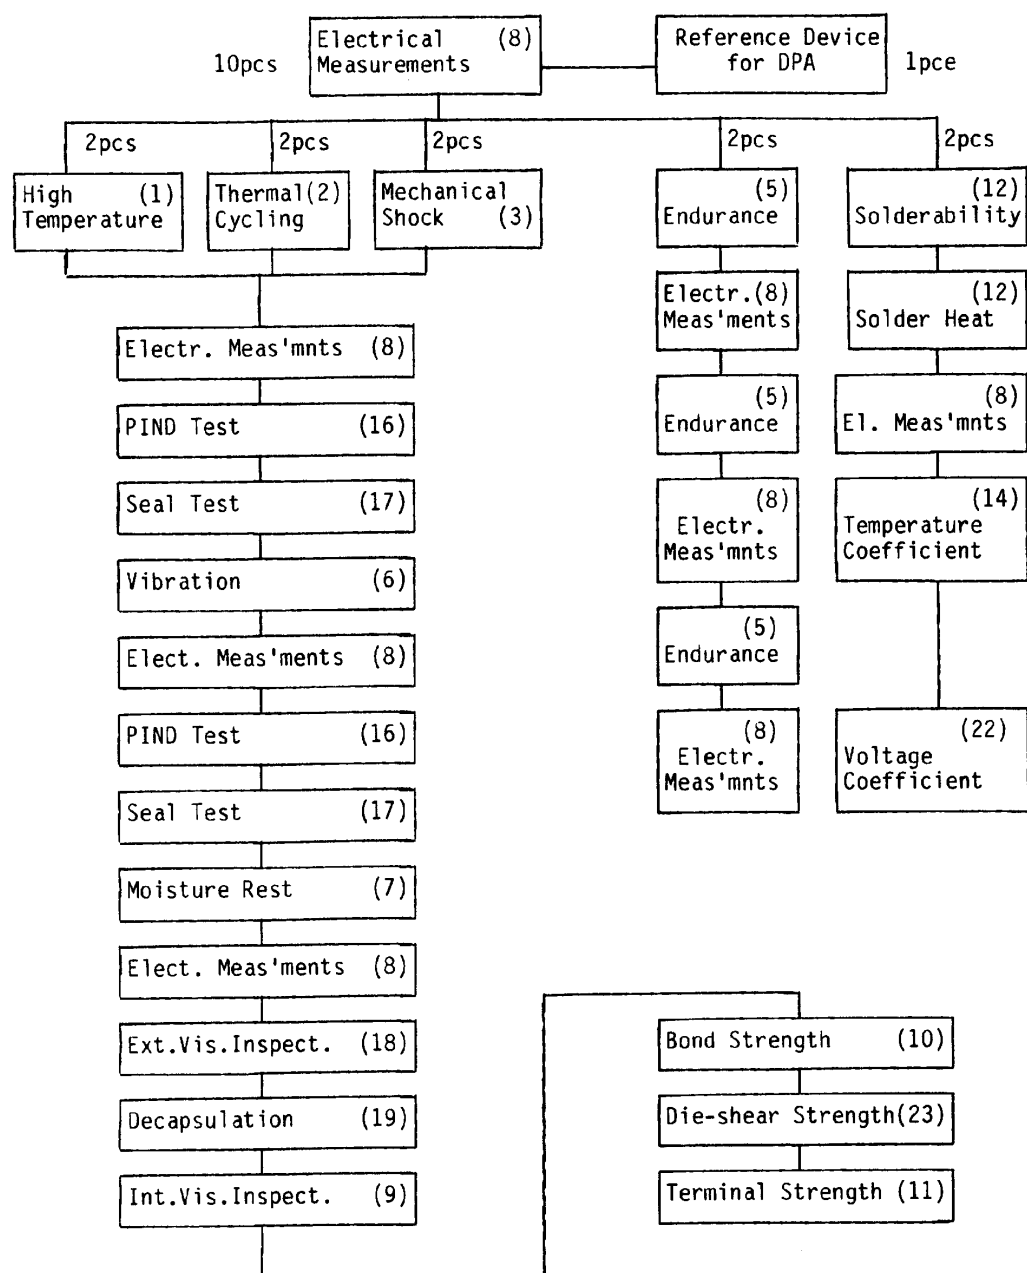 Electrical (8)
Measurements
10pcs
Reference Device
for DPA
1pce
2pcs
2pcs
2pcs
2pcs
2pcs
High (1)
Temperature
Thermal(2)
Cycling
Mechanical
Shock (3)
(5)
Endurance
(12)
Solderability
Electr.(8)
Meas'ments
(12)
Solder Heat
(5)
Endurance
(8)
El. Meas'mnts
(8)
Electr.
Meas'mnts
(14)
Temperature
Coefficient
(5)
Endurance
(8)
Electr.
Meas'mnts
(22)
Voltage
Coefficient
Electr. Meas'mnts (8)
PIND Test (16)
Seal Test (17)
Vibration (6)
Elect. Meas'ments (8)
PIND Test (16)
Seal Test (17)
Moisture Rest (7)
Elect. Meas'ments (8)
Ext.Vis.Inspect. (18)
Decapsulation (19)
Int.Vis.Inspect. (9)
Bond Strength (10)
Die-shear Strength(23)
Terminal Strength (11)